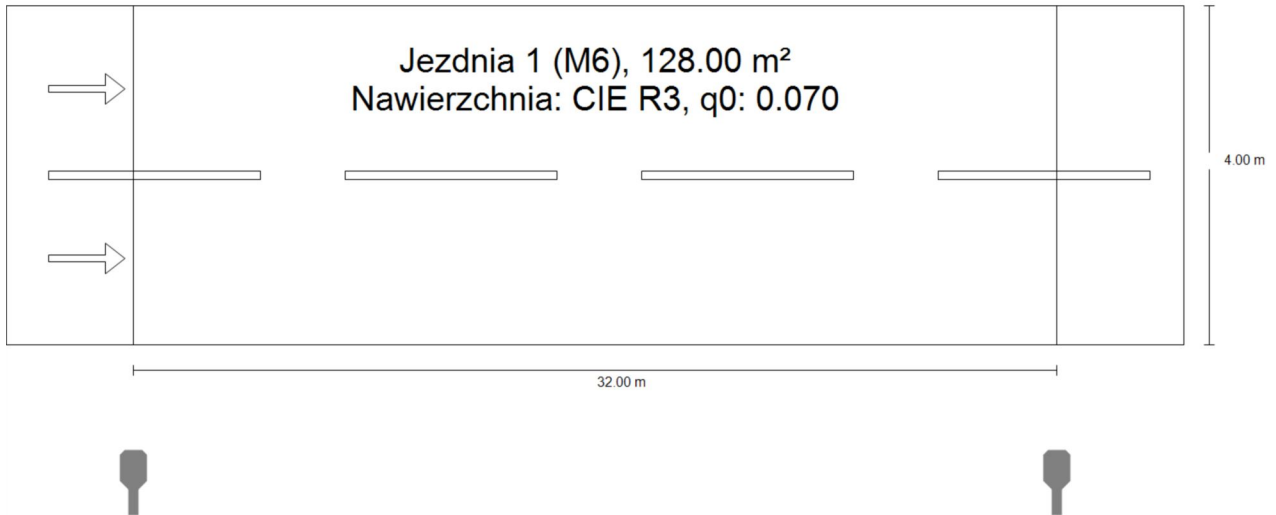 Jezdnia 1 (M6), 128.00 m²
Nawierzchnia: CIE R3, q0: 0.070
4.00 m
32.00 m